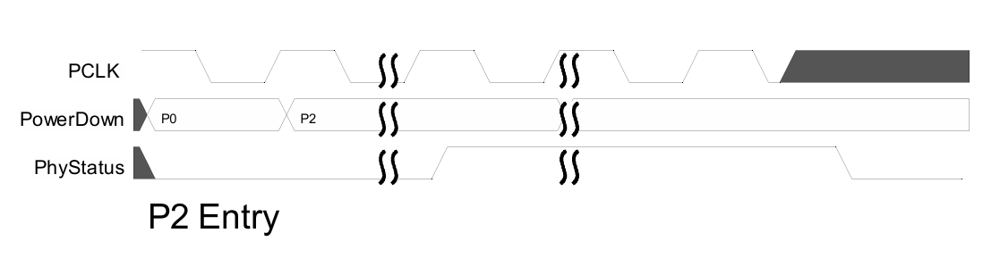 PCLK
PowerDown P0 P2
PhyStatus
P2 Entry